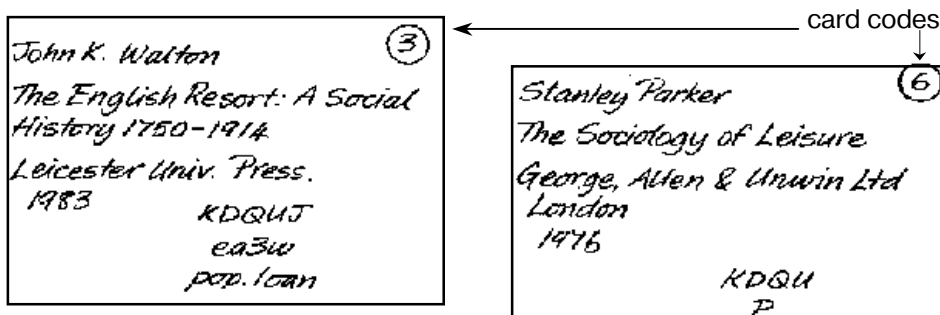 card codes
3
John K. Walton
The English Resort: A Social
History 1750-1914
Leicester Univ. Press.
1983
KDQUJ
ea3w
pop. loan
6
Stanley Parker
The Sociology of Leisure
George, Allen & Unwin Ltd
London
1976
KDQU
P